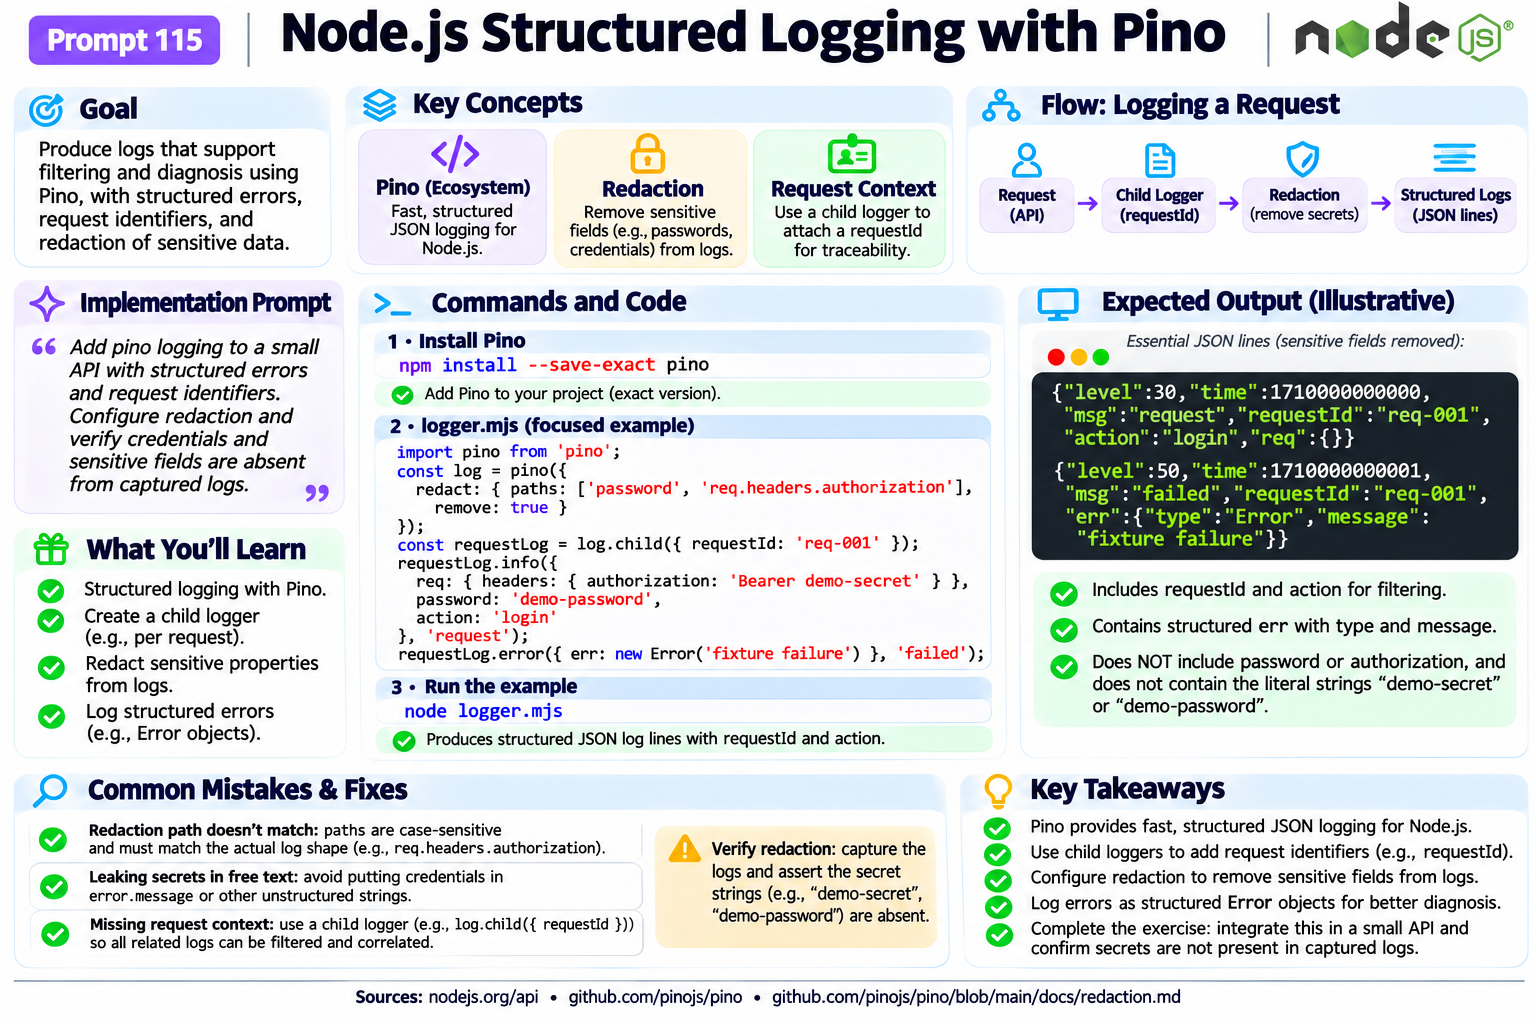 Prompt 115
Node.js Structured Logging with Pino
node JS ®
Goal
Produce logs that support
filtering and diagnosis using
Pino, with structured errors,
request identifiers, and
redaction of sensitive data.
Key Concepts
</>
Pino (Ecosystem)
Fast, structured
JSON logging for
Node.js.
Redaction
Remove sensitive
fields (e.g., passwords,
credentials) from logs.
Request Context
Use a child logger to
attach a requestId
for traceability.
Flow: Logging a Request
Request
(API)
Child Logger
(requestId)
Redaction
(remove secrets)
Structured Logs
(JSON lines)
Implementation Prompt
“ Add pino logging to a small
API with structured errors
and request identifiers.
Configure redaction and
verify credentials and
sensitive fields are absent
from captured logs. ”
What You’ll Learn
Structured logging with Pino.
Create a child logger
(e.g., per request).
Redact sensitive properties
from logs.
Log structured errors
(e.g., Error objects).
>_ Commands and Code
1 • Install Pino
npm install --save-exact pino
Add Pino to your project (exact version).
2 • logger.mjs (focused example)
import pino from 'pino';
const log = pino({
redact: { paths: ['password', 'req.headers.authorization'],
remove: true }
});
const requestLog = log.child({ requestId: 'req-001' });
requestLog.info({
req: { headers: { authorization: 'Bearer demo-secret' } },
password: 'demo-password',
action: 'login'
}, 'request');
requestLog.error({ err: new Error('fixture failure') }, 'failed');
3 • Run the example
node logger.mjs
Produces structured JSON log lines with requestId and action.
Expected Output (Illustrative)
Essential JSON lines (sensitive fields removed):
{"level":30,"time":1710000000000,
"msg":"request","requestId":"req-001",
"action":"login","req":{}}
{"level":50,"time":1710000000001,
"msg":"failed","requestId":"req-001",
"err":{"type":"Error","message":
"fixture failure"}}
Includes requestId and action for filtering.
Contains structured err with type and message.
Does NOT include password or authorization, and
does not contain the literal strings “demo-secret”
or “demo-password”.
Common Mistakes & Fixes
Redaction path doesn’t match: paths are case-sensitive
and must match the actual log shape (e.g., req.headers.authorization).
Leaking secrets in free text: avoid putting credentials in
error.message or other unstructured strings.
Missing request context: use a child logger (e.g., log.child({ requestId }))
so all related logs can be filtered and correlated.
Verify redaction: capture the
logs and assert the secret
strings (e.g., “demo-secret”,
“demo-password”) are absent.
Key Takeaways
Pino provides fast, structured JSON logging for Node.js.
Use child loggers to add request identifiers (e.g., requestId).
Configure redaction to remove sensitive fields from logs.
Log errors as structured Error objects for better diagnosis.
Complete the exercise: integrate this in a small API and
confirm secrets are not present in captured logs.
Sources: nodejs.org/api • github.com/pinojs/pino • github.com/pinojs/pino/blob/main/docs/redaction.md